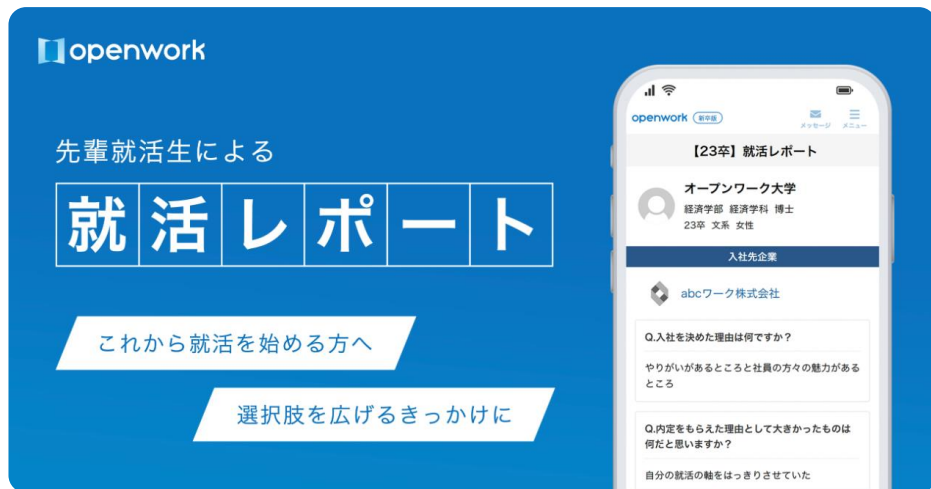 openwork
先輩就活生による
就活レポート
これから就活を始める方へ
選択肢を広げるきっかけに
openwork 新卒版
メッセージ メニュー
【23卒】就活レポート
オープンワーク大学
経済学部 経済学科 博士
23卒 文系 女性
入社先企業
abcワーク株式会社
Q.入社を決めた理由は何ですか？
やりがいがあるところと社員の方々の魅力がある
ところ
Q.内定をもらえた理由として大きかったものは
何だと思いますか？
自分の就活の軸をはっきりさせていた